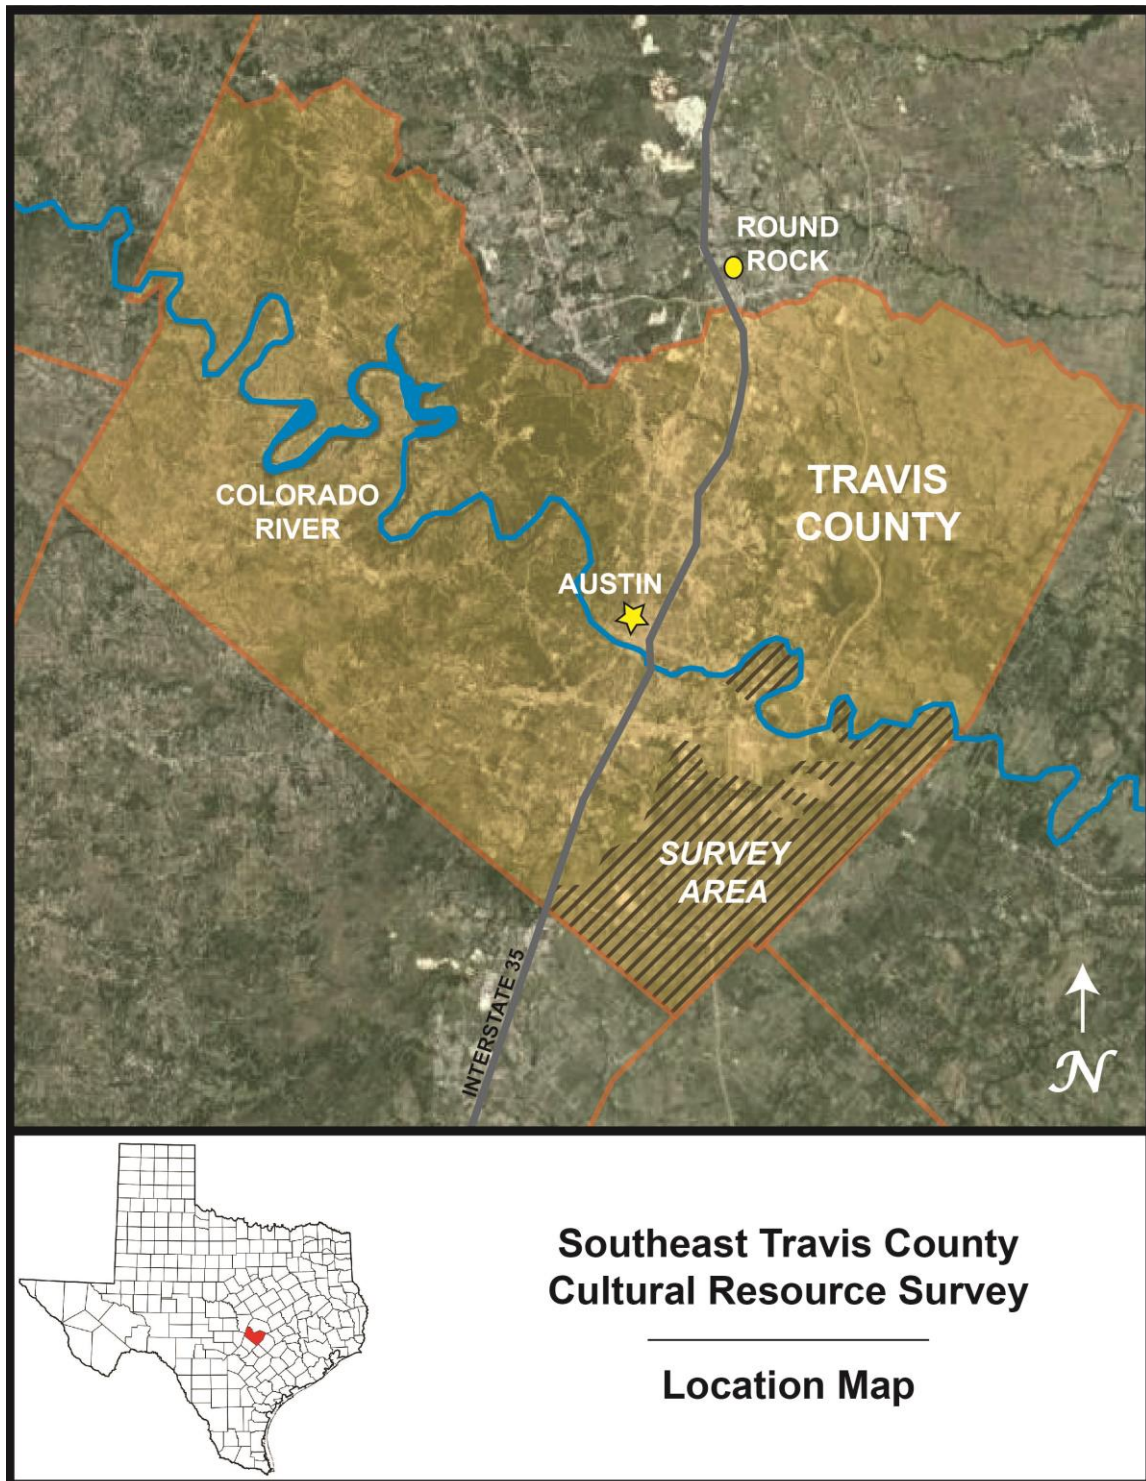 ROUND
ROCK
TRAVIS
COUNTY
COLORADO
RIVER
AUSTIN
SURVEY
AREA
INTERSTATE 35
N
Southeast Travis County
Cultural Resource Survey
Location Map